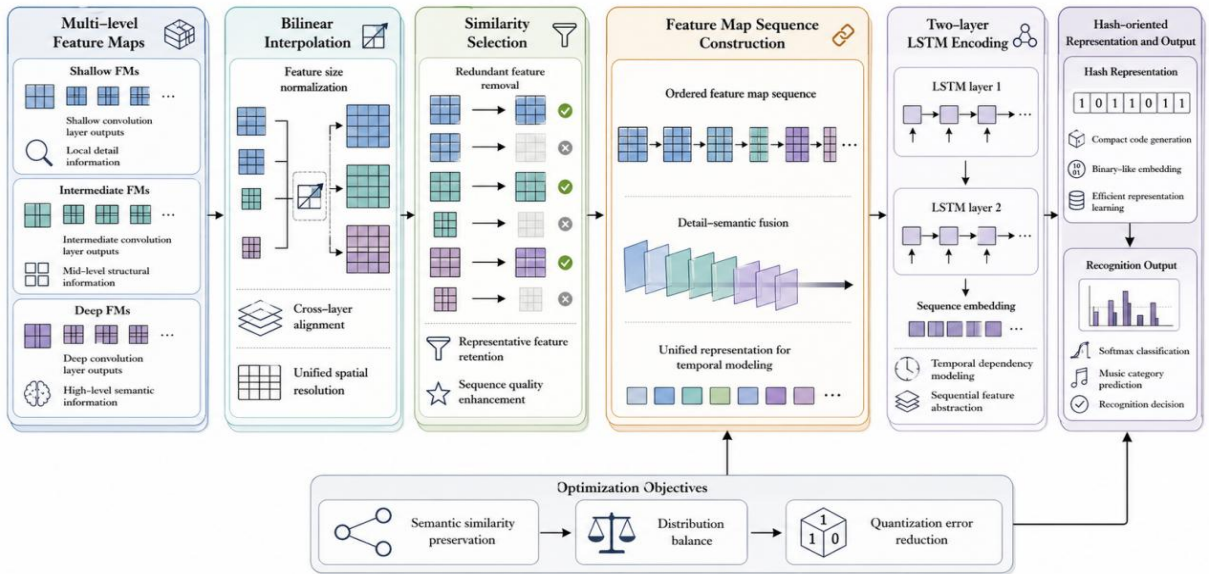 Multi-level
Feature Maps
Shallow FMs
...
Shallow convolution
layer outputs
Local detail
information
Intermediate FMs
...
Intermediate convolution
layer outputs
Mid-level structural
information
Deep FMs
...
Deep convolution
layer outputs
High-level semantic
information
Bilinear
Interpolation
Feature size
normalization
Cross-layer
alignment
Unified spatial
resolution
Similarity
Selection
Redundant feature
removal
Representative feature
retention
Sequence quality
enhancement
Feature Map Sequence
Construction
Ordered feature map sequence
...
Detail-semantic fusion
Unified representation for
temporal modeling
...
Two-layer
LSTM Encoding
LSTM layer 1
...
LSTM layer 2
...
Sequence embedding
...
Temporal dependency
modeling
Sequential feature
abstraction
Hash-oriented
Representation and Output
Hash Representation
1 0 1 1 0 1 1
Compact code generation
10
01
Binary-like embedding
Efficient representation
learning
Recognition Output
Softmax classification
Music category
prediction
Recognition decision
Optimization Objectives
Semantic similarity
preservation
Distribution
balance
1
1 0
Quantization error
reduction